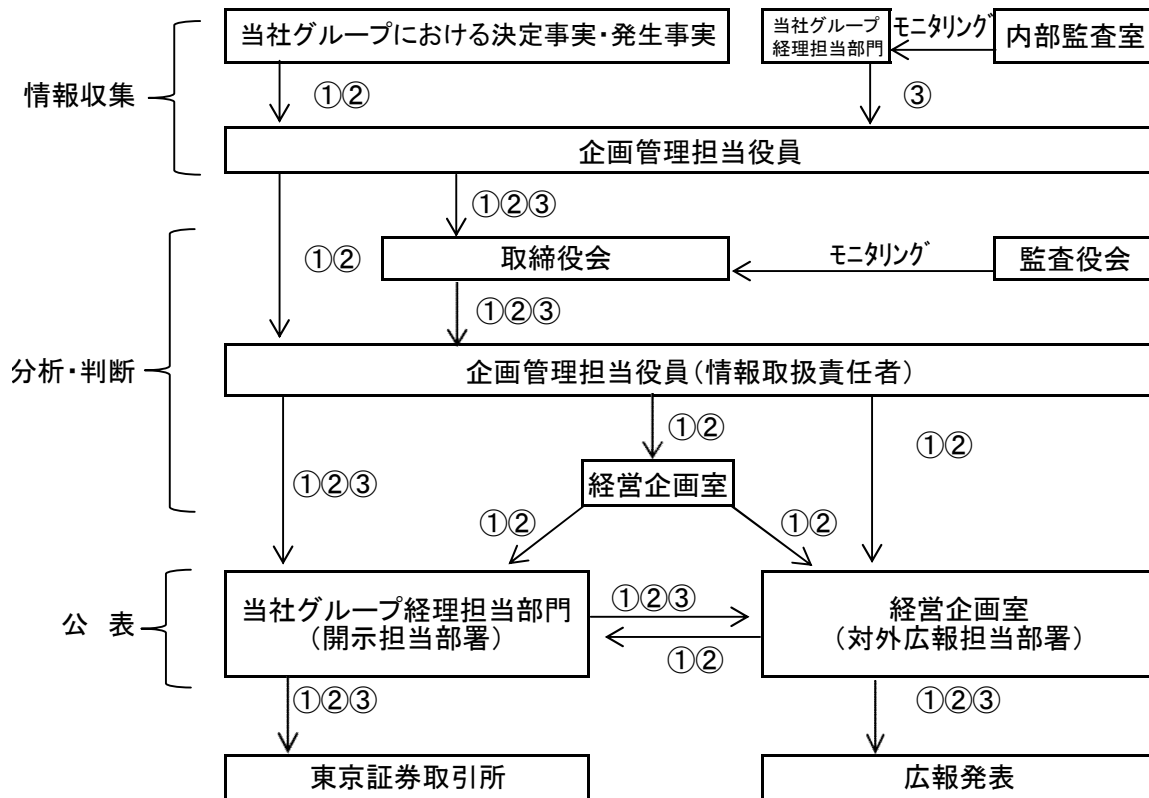 当社グループにおける決定事実・発生事実
当社グループ
経理担当部門
モニタリング
内部監査室
情報収集
①②
③
企画管理担当役員
①②③
①②
取締役会
モニタリング
監査役会
①②③
分析・判断
企画管理担当役員(情報取扱責任者)
①②
①②
①②③
経営企画室
①②
①②
公 表
当社グループ経理担当部門
(開示担当部署)
①②③
①②
経営企画室
(対外広報担当部署)
①②③
①②③
東京証券取引所
広報発表